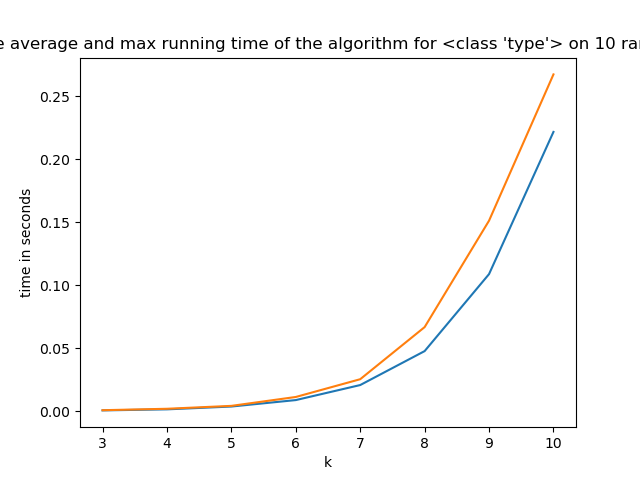 e average and max running time of the algorithm for <class 'type'> on 10 rar
time in seconds
0.25
0.20
0.15
0.10
0.05
0.00
3 4 5 6 7 8 9 10
k